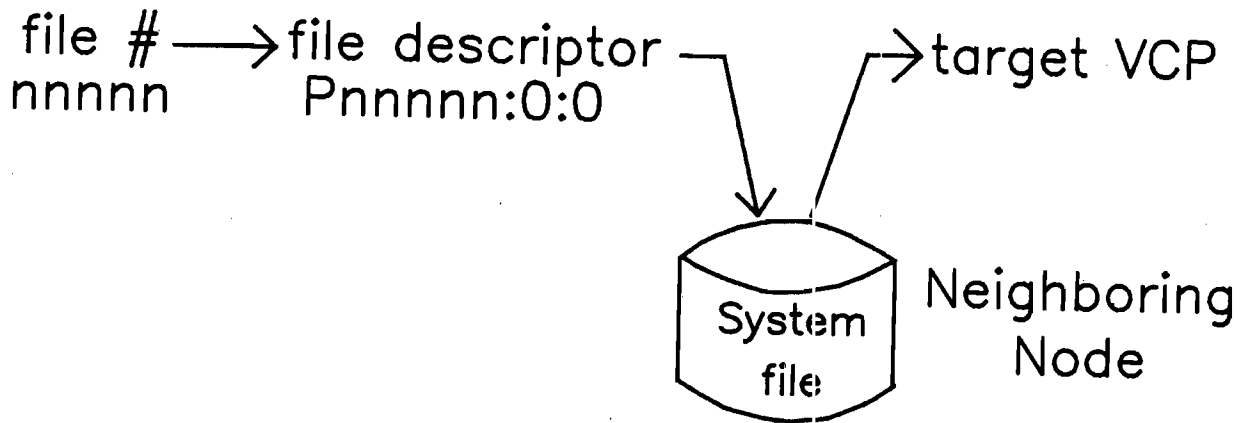 file # file descriptor target VCP
nnnnn Pnnnnn:0:0
System
file
Neighboring
Node